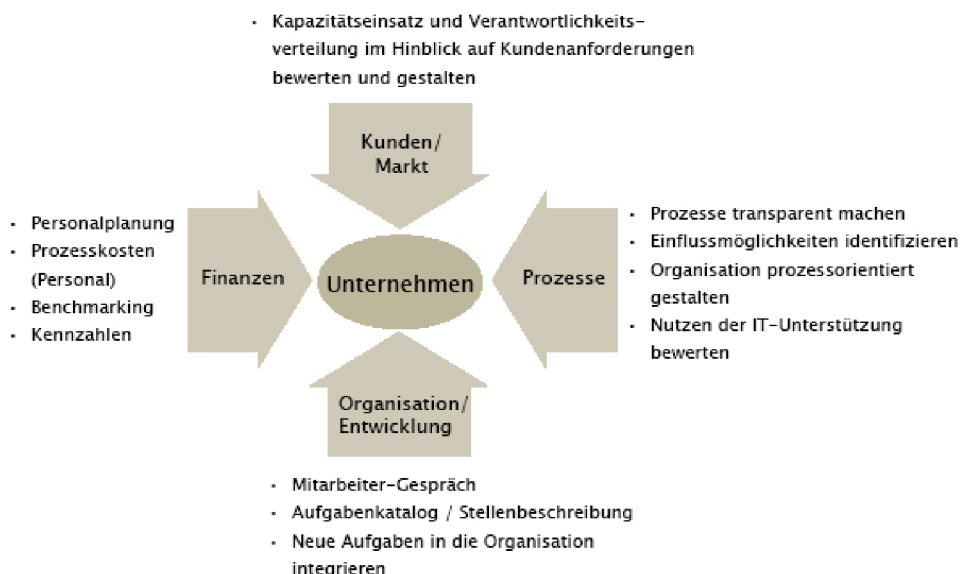 · Kapazitätseinsatz und Verantwortlichkeits-
verteilung im Hinblick auf Kundenanforderungen
bewerten und gestalten
Kunden/
Markt
· Personalplanung
· Prozesskosten
(Personal)
· Benchmarking
· Kennzahlen
Finanzen
Unternehmen
Prozesse
· Prozesse transparent machen
· Einflussmöglichkeiten identifizieren
· Organisation prozessorientiert
gestalten
· Nutzen der IT-Unterstützung
bewerten
Organisation/
Entwicklung
· Mitarbeiter-Gespräch
· Aufgabenkatalog / Stellenbeschreibung
· Neue Aufgaben in die Organisation
integrieren